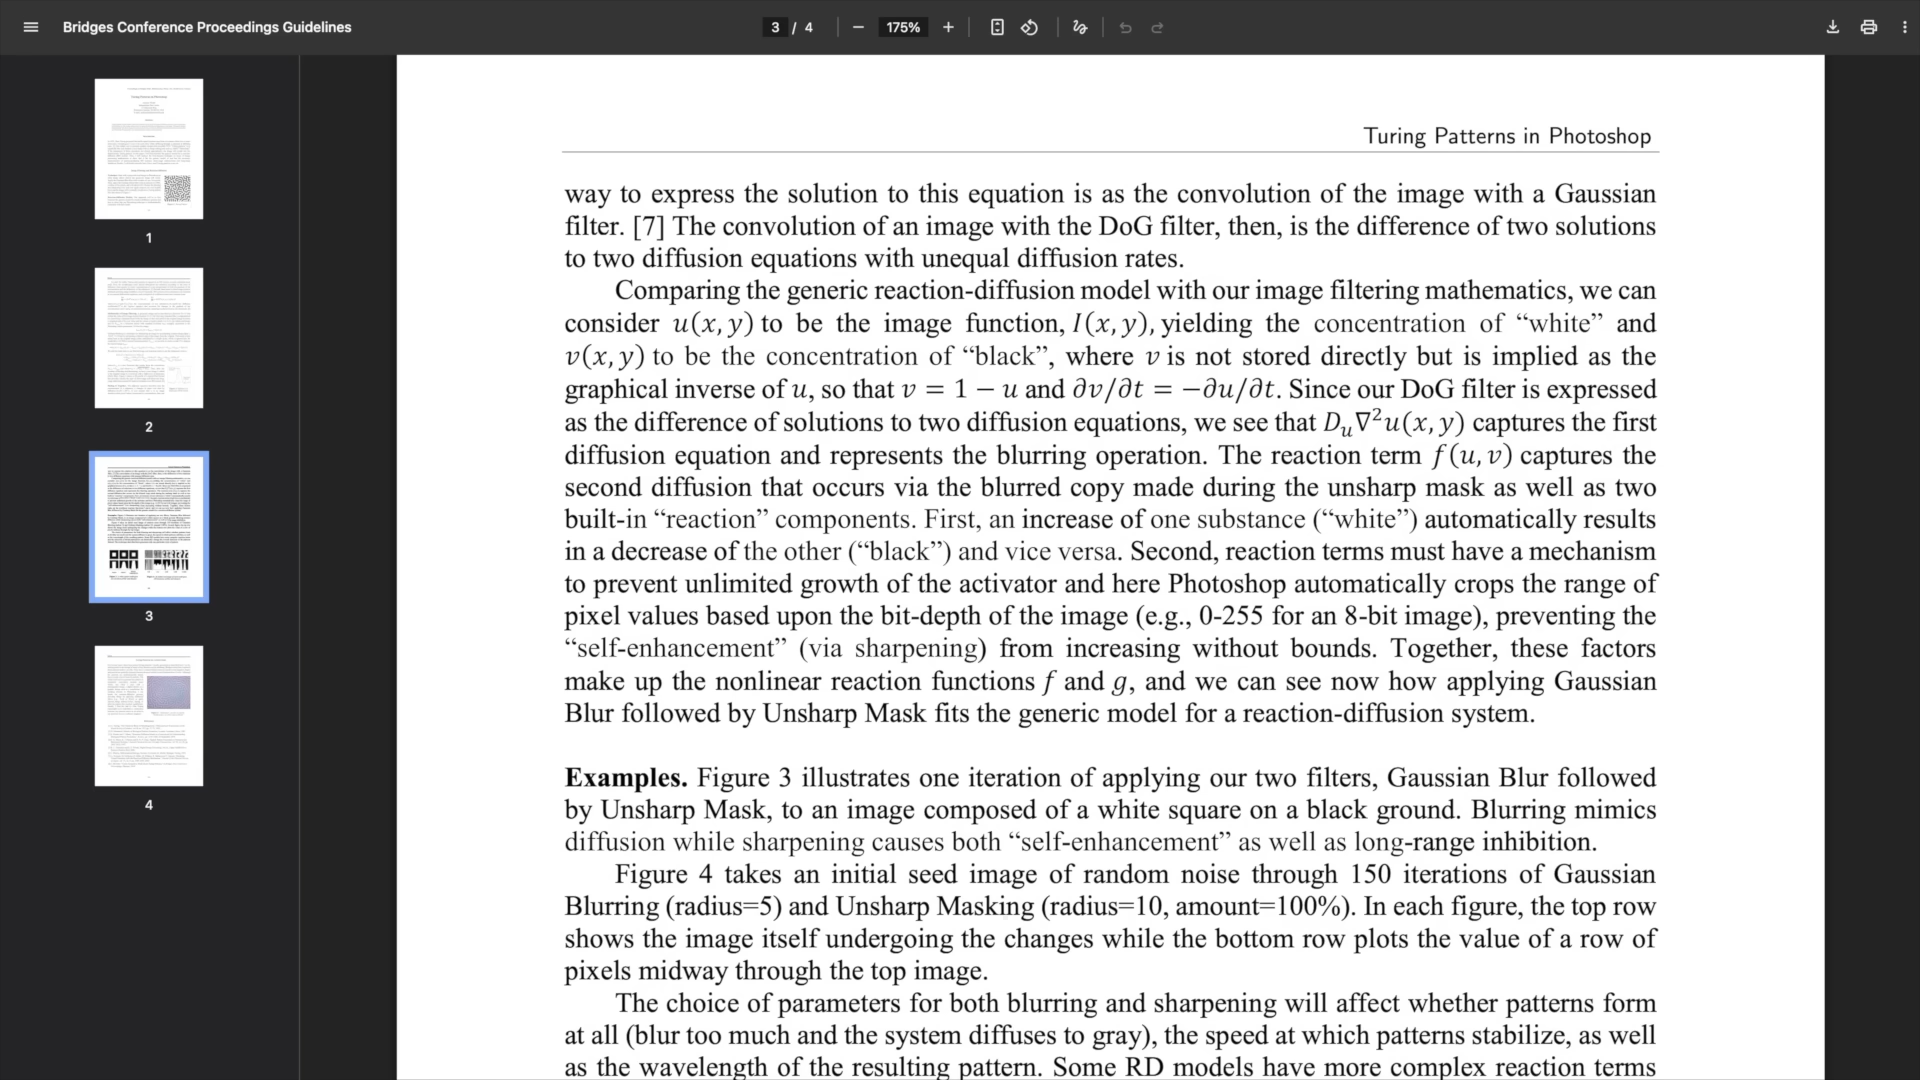 Bridges Conference Proceedings Guidelines
3 / 4
175%
1
2
3
4
Turing Patterns in Photoshop
way to express the solution to this equation is as the convolution of the image with a Gaussian
filter. [7] The convolution of an image with the DoG filter, then, is the difference of two solutions
to two diffusion equations with unequal diffusion rates.
Comparing the generic reaction-diffusion model with our image filtering mathematics, we can
consider u(x, y) to be the image function, I(x, y), yielding the concentration of “white” and
v(x, y) to be the concentration of “black”, where v is not stored directly but is implied as the
graphical inverse of u, so that v = 1 − u and ∂v/∂t = −∂u/∂t. Since our DoG filter is expressed
as the difference of solutions to two diffusion equations, we see that Dᵤ∇²u(x, y) captures the first
diffusion equation and represents the blurring operation. The reaction term f(u, v) captures the
second diffusion that occurs via the blurred copy made during the unsharp mask as well as two
built-in “reaction” components. First, an increase of one substance (“white”) automatically results
in a decrease of the other (“black”) and vice versa. Second, reaction terms must have a mechanism
to prevent unlimited growth of the activator and here Photoshop automatically crops the range of
pixel values based upon the bit-depth of the image (e.g., 0-255 for an 8-bit image), preventing the
“self-enhancement” (via sharpening) from increasing without bounds. Together, these factors
make up the nonlinear reaction functions f and g, and we can see now how applying Gaussian
Blur followed by Unsharp Mask fits the generic model for a reaction-diffusion system.
Examples. Figure 3 illustrates one iteration of applying our two filters, Gaussian Blur followed
by Unsharp Mask, to an image composed of a white square on a black ground. Blurring mimics
diffusion while sharpening causes both “self-enhancement” as well as long-range inhibition.
Figure 4 takes an initial seed image of random noise through 150 iterations of Gaussian
Blurring (radius=5) and Unsharp Masking (radius=10, amount=100%). In each figure, the top row
shows the image itself undergoing the changes while the bottom row plots the value of a row of
pixels midway through the top image.
The choice of parameters for both blurring and sharpening will affect whether patterns form
at all (blur too much and the system diffuses to gray), the speed at which patterns stabilize, as well
as the wavelength of the resulting pattern. Some RD models have more complex reaction terms